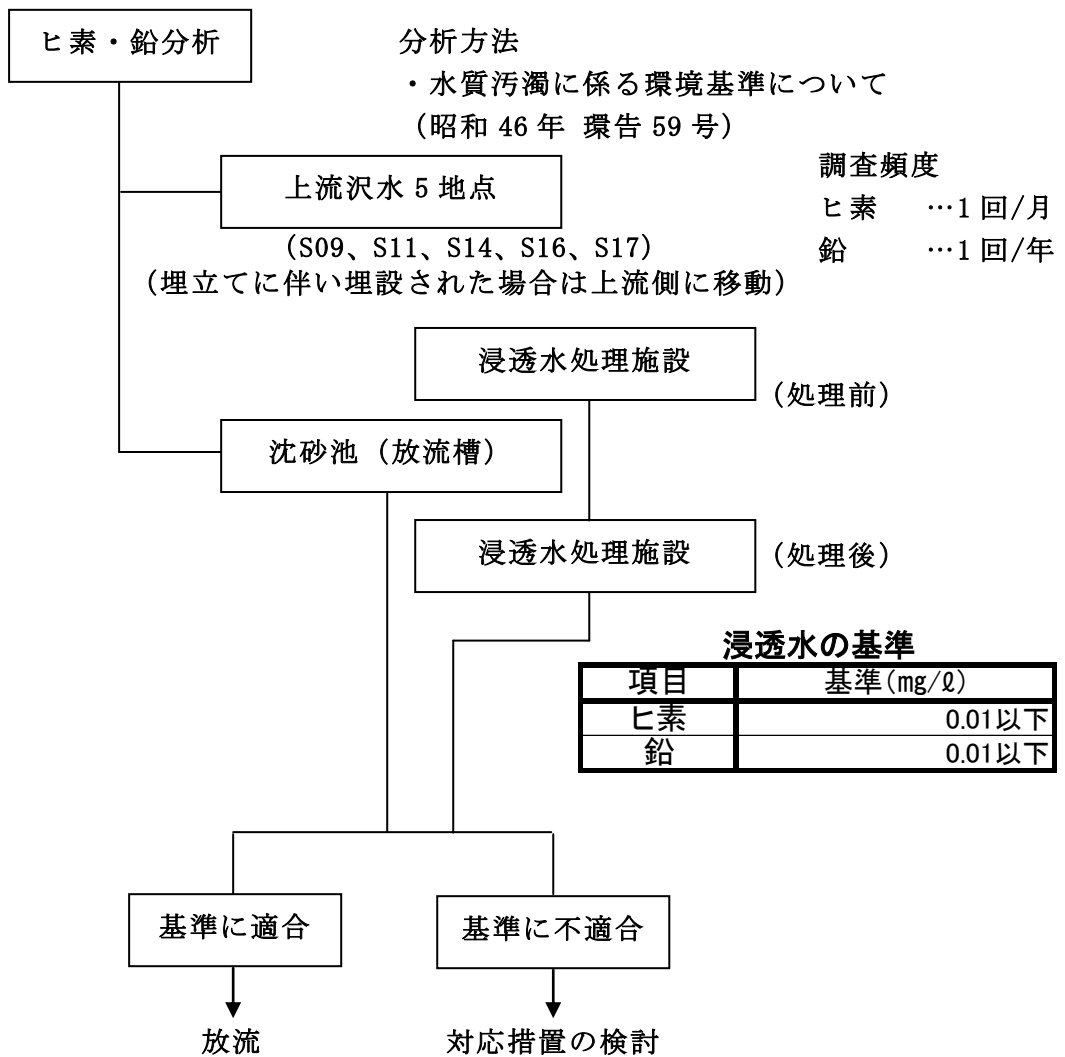 ヒ素・鉛分析
分析方法
・水質汚濁に係る環境基準について
（昭和 46 年 環告 59 号）
上流沢水 5 地点
調査頻度
ヒ素 …1 回/月
鉛 …1 回/年
（S09、S11、S14、S16、S17）
（埋立てに伴い埋設された場合は上流側に移動）
浸透水処理施設
（処理前）
沈砂池（放流槽）
浸透水処理施設
（処理後）
浸透水の基準
項目 基準(㎎/ℓ)
ヒ素 0.01以下
鉛 0.01以下
基準に適合
基準に不適合
放流
対応措置の検討